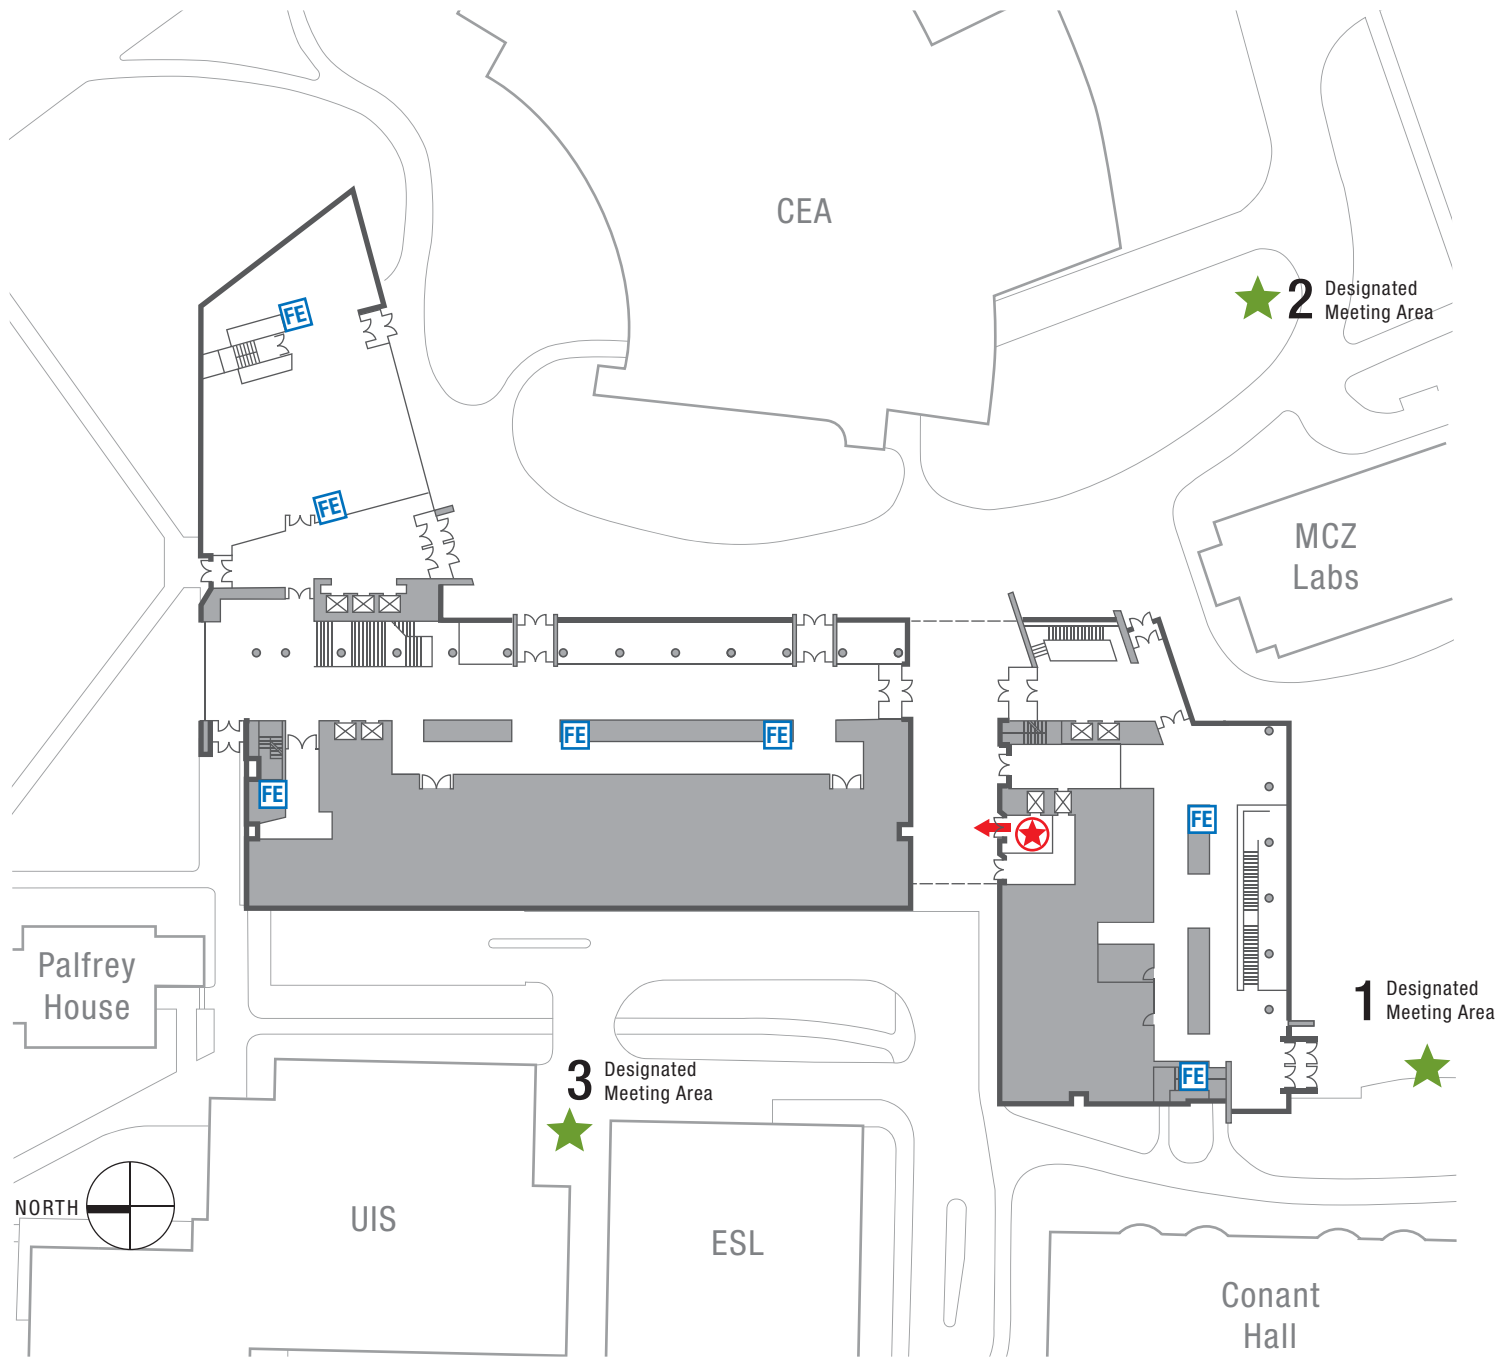 CEA
2 Designated
Meeting Area
FE
FE
MCZ
Labs
FE
FE
FE
FE
Palfrey
House
1 Designated
Meeting Area
3 Designated
Meeting Area
FE
NORTH
UIS
ESL
Conant
Hall